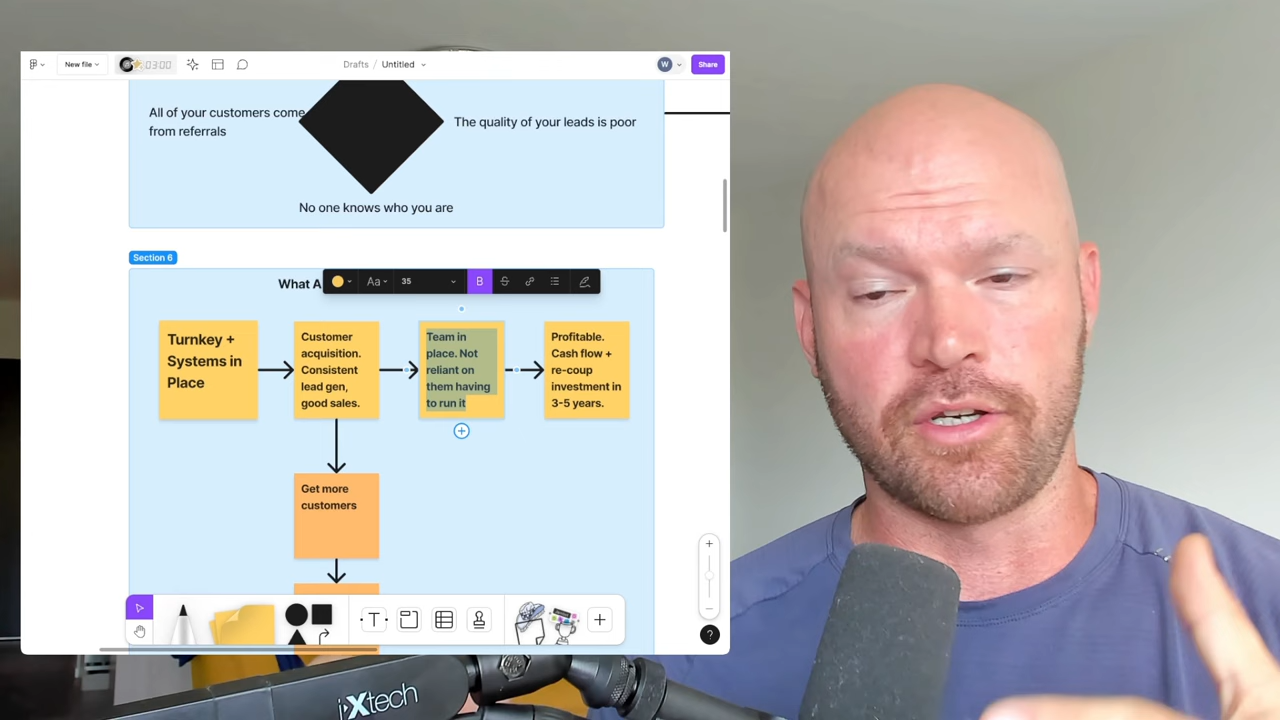 New file
03:00
Drafts / Untitled
W
Share
All of your customers come
from referrals
The quality of your leads is poor
No one knows who you are
Section 6
What A
Aa
35
B
S
Turnkey +
Systems in
Place
Customer
acquisition.
Consistent
lead gen,
good sales.
Team in
place. Not
reliant on
them having
to run it
Profitable.
Cash flow +
re-coup
investment in
3-5 years.
Get more
customers
T
?
iXtech